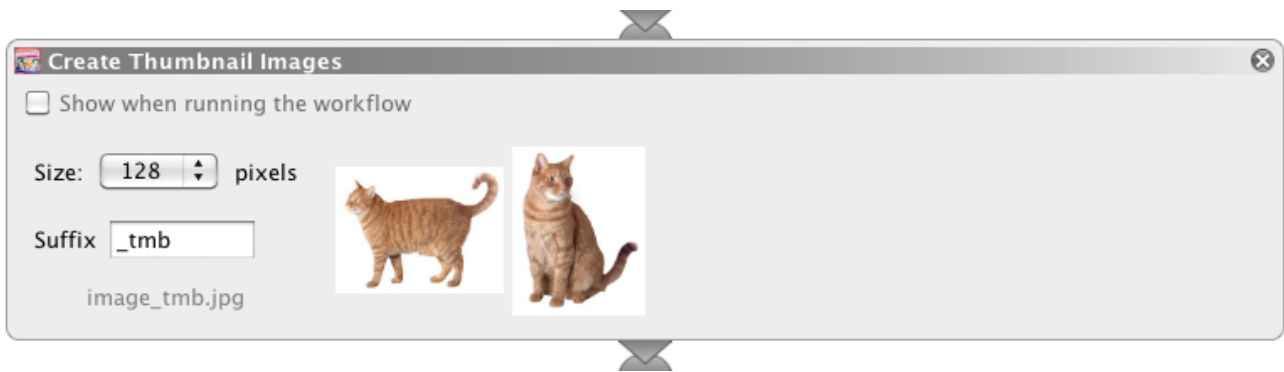 Create Thumbnail Images
Show when running the workflow
Size: 128 pixels
Suffix _tmb
image_tmb.jpg